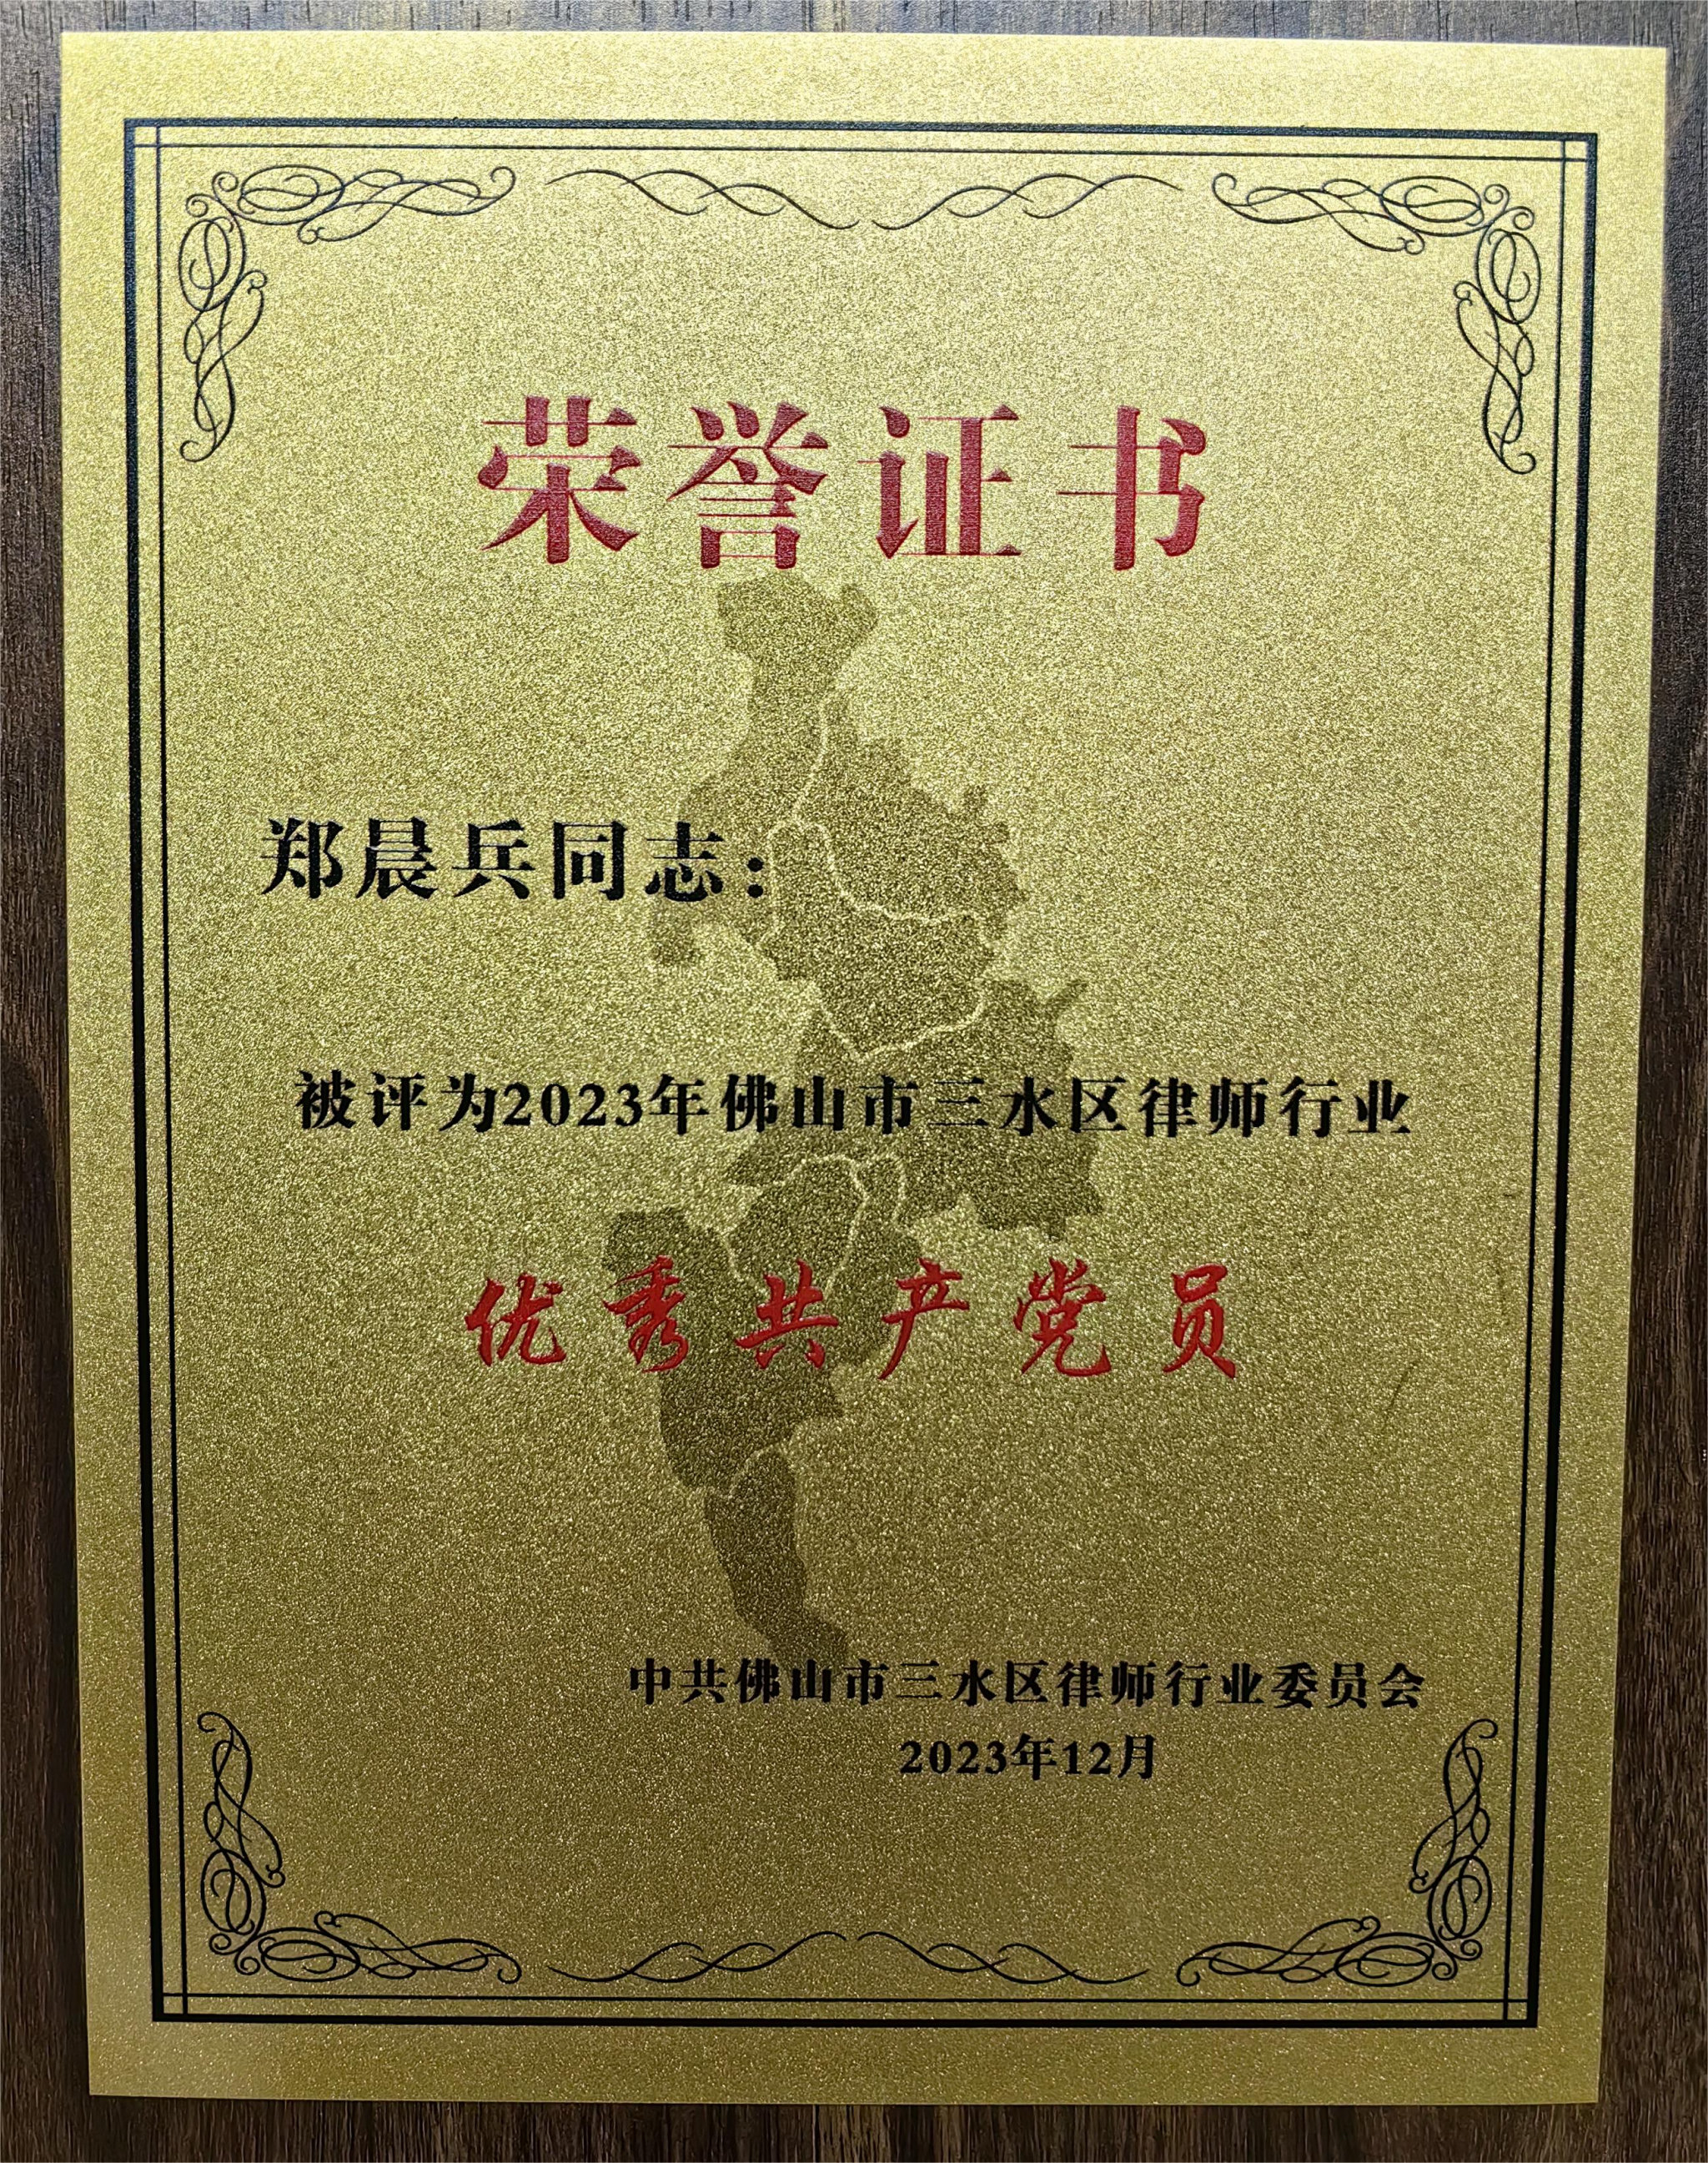 荣誉证书
郑晨兵同志：
被评为2023年佛山市三水区律师行业
优秀共产党员
中共佛山市三水区律师行业委员会
2023年12月